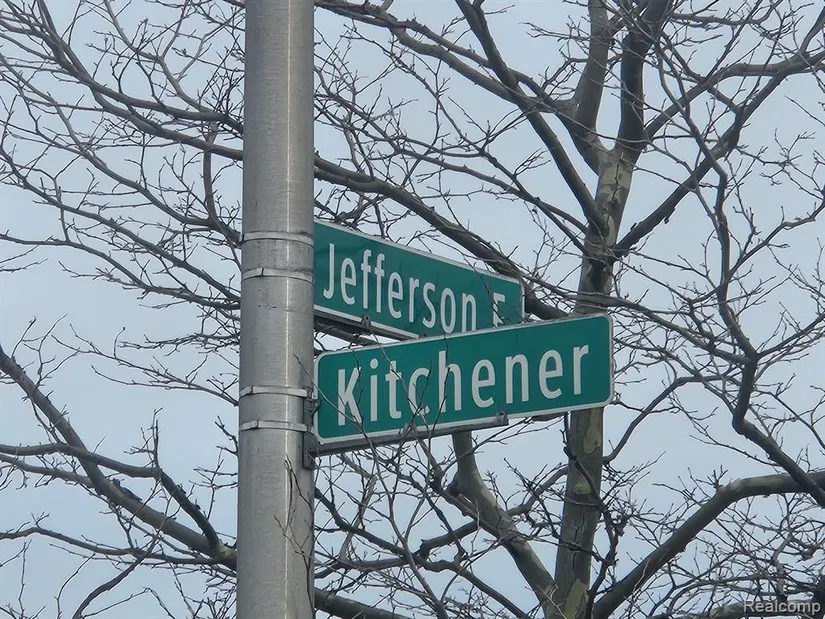 Jefferson E
Kitchener
Realcomp